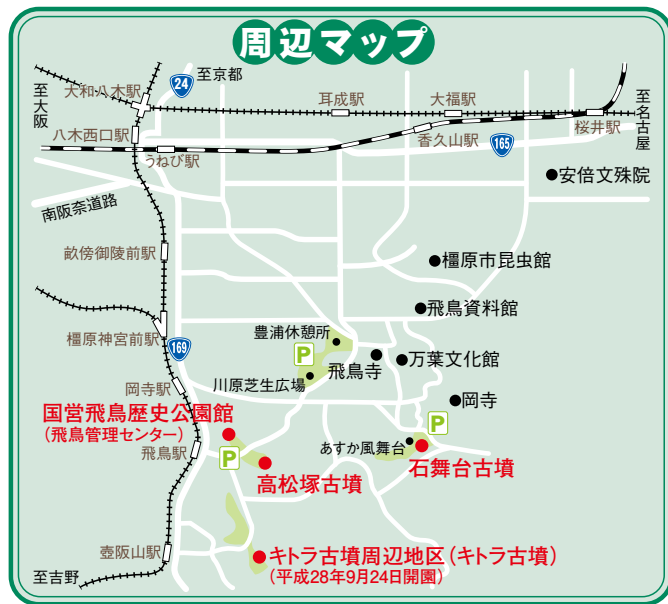 周辺マップ
24
至京都
至大阪
大和八木駅
耳成駅
大福駅
至名古屋
八木西口駅
香久山駅
165
桜井駅
うねび駅
安倍文殊院
南阪奈道路
畝傍御陵前駅
橿原市昆虫館
飛鳥資料館
豊浦休憩所
橿原神宮前駅
169
P
飛鳥寺
万葉文化館
川原芝生広場
岡寺駅
岡寺
国営飛鳥歴史公園館
(飛鳥管理センター)
P
あすか風舞台
飛鳥駅
P
高松塚古墳
石舞台古墳
壺阪山駅
キトラ古墳周辺地区(キトラ古墳)
(平成28年9月24日開園)
至吉野